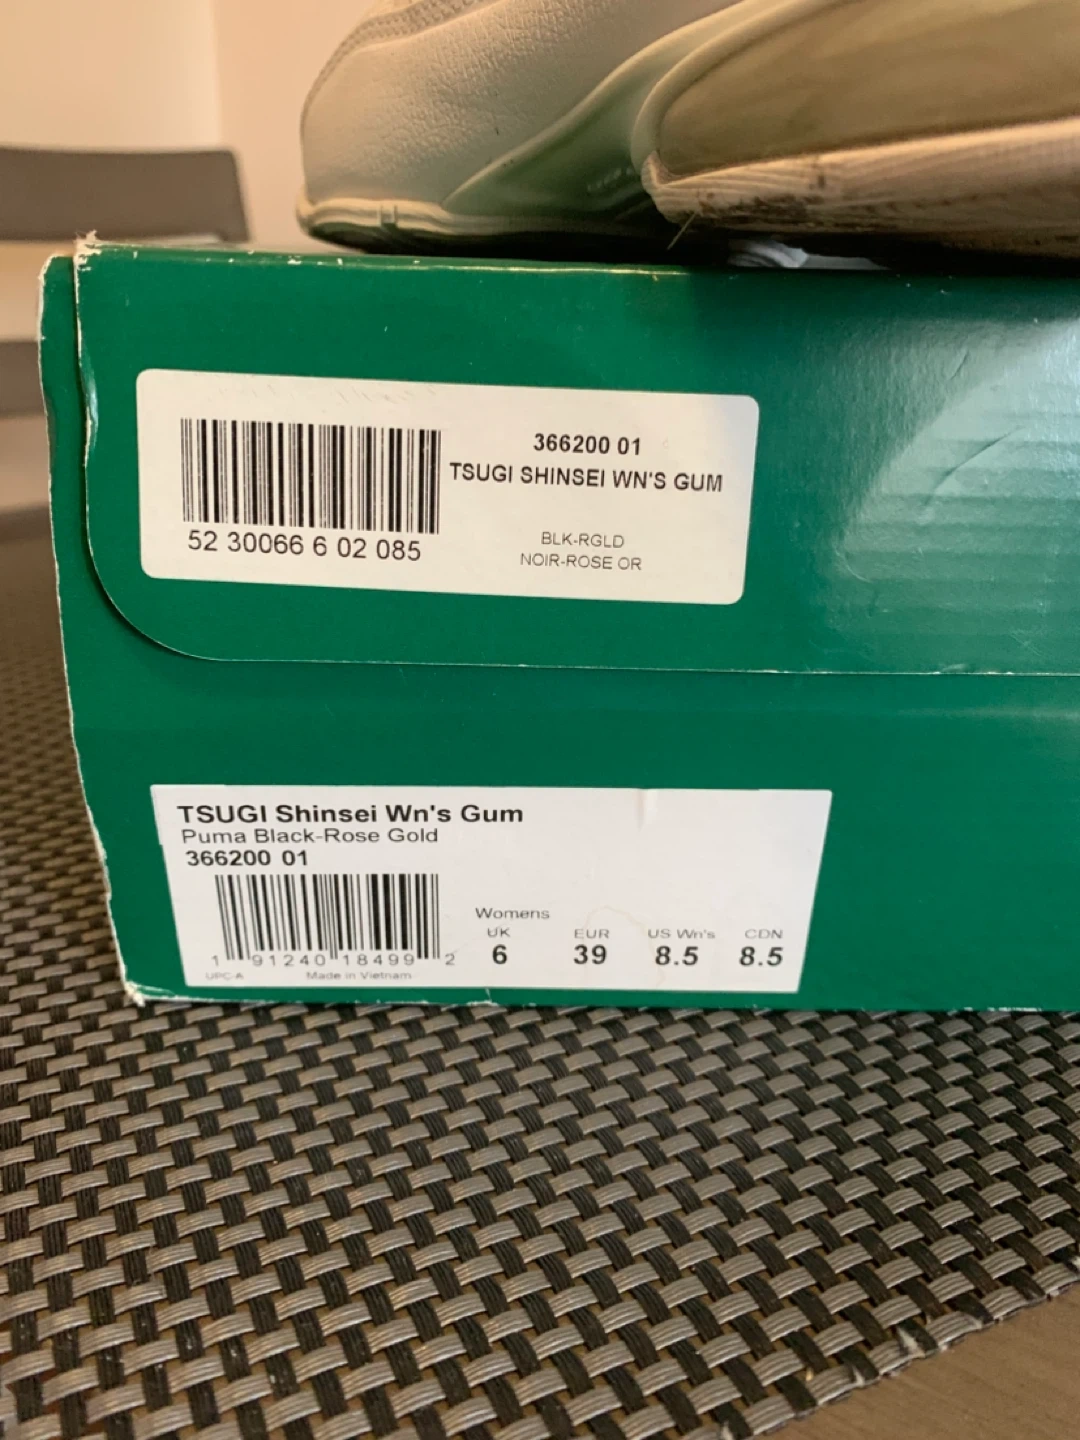 366200 01
TSUGI SHINSEI WN'S GUM
52 30066 6 02 085
BLK-RGLD
NOIR-ROSE OR
TSUGI Shinsei Wn's Gum
Puma Black-Rose Gold
366200 01
Womens
UK EUR US Wn's CDN
6 39 8.5 8.5
1 91240 18499 2
UPC-A Made in Vietnam